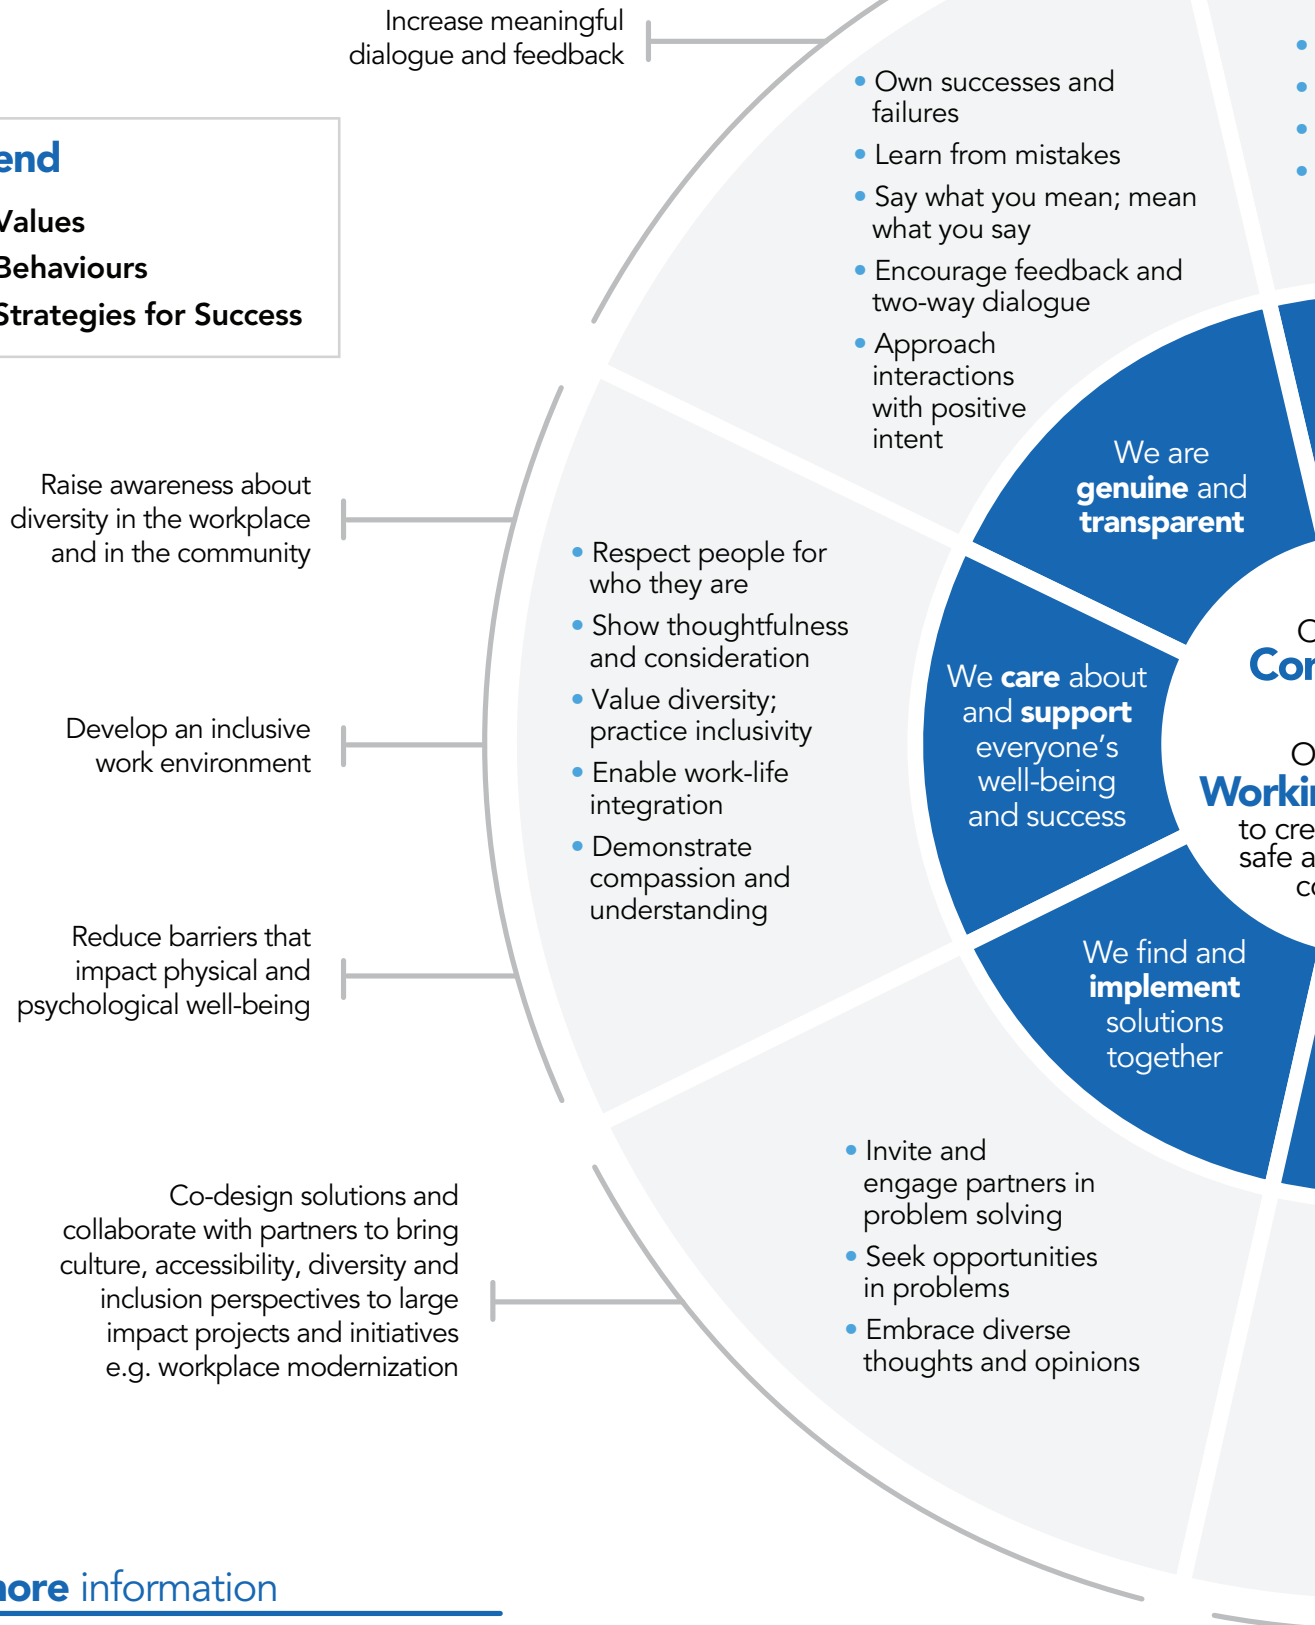 Increase meaningful
dialogue and feedback
end
Values
Behaviours
Strategies for Success
• Own successes and
failures
• Learn from mistakes
• Say what you mean; mean
what you say
• Encourage feedback and
two-way dialogue
• Approach
interactions
with positive
intent
We are
genuine and
transparent
Raise awareness about
diversity in the workplace
and in the community
Develop an inclusive
work environment
Reduce barriers that
impact physical and
psychological well-being
• Respect people for
who they are
• Show thoughtfulness
and consideration
• Value diversity;
practice inclusivity
• Enable work-life
integration
• Demonstrate
compassion and
understanding
We care about
and support
everyone's
well-being
and success
to cre
safe a
We find and
implement
solutions
together
Co-design solutions and
collaborate with partners to bring
culture, accessibility, diversity and
inclusion perspectives to large
impact projects and initiatives
e.g. workplace modernization
• Invite and
engage partners in
problem solving
• Seek opportunities
in problems
• Embrace diverse
thoughts and opinions
more information